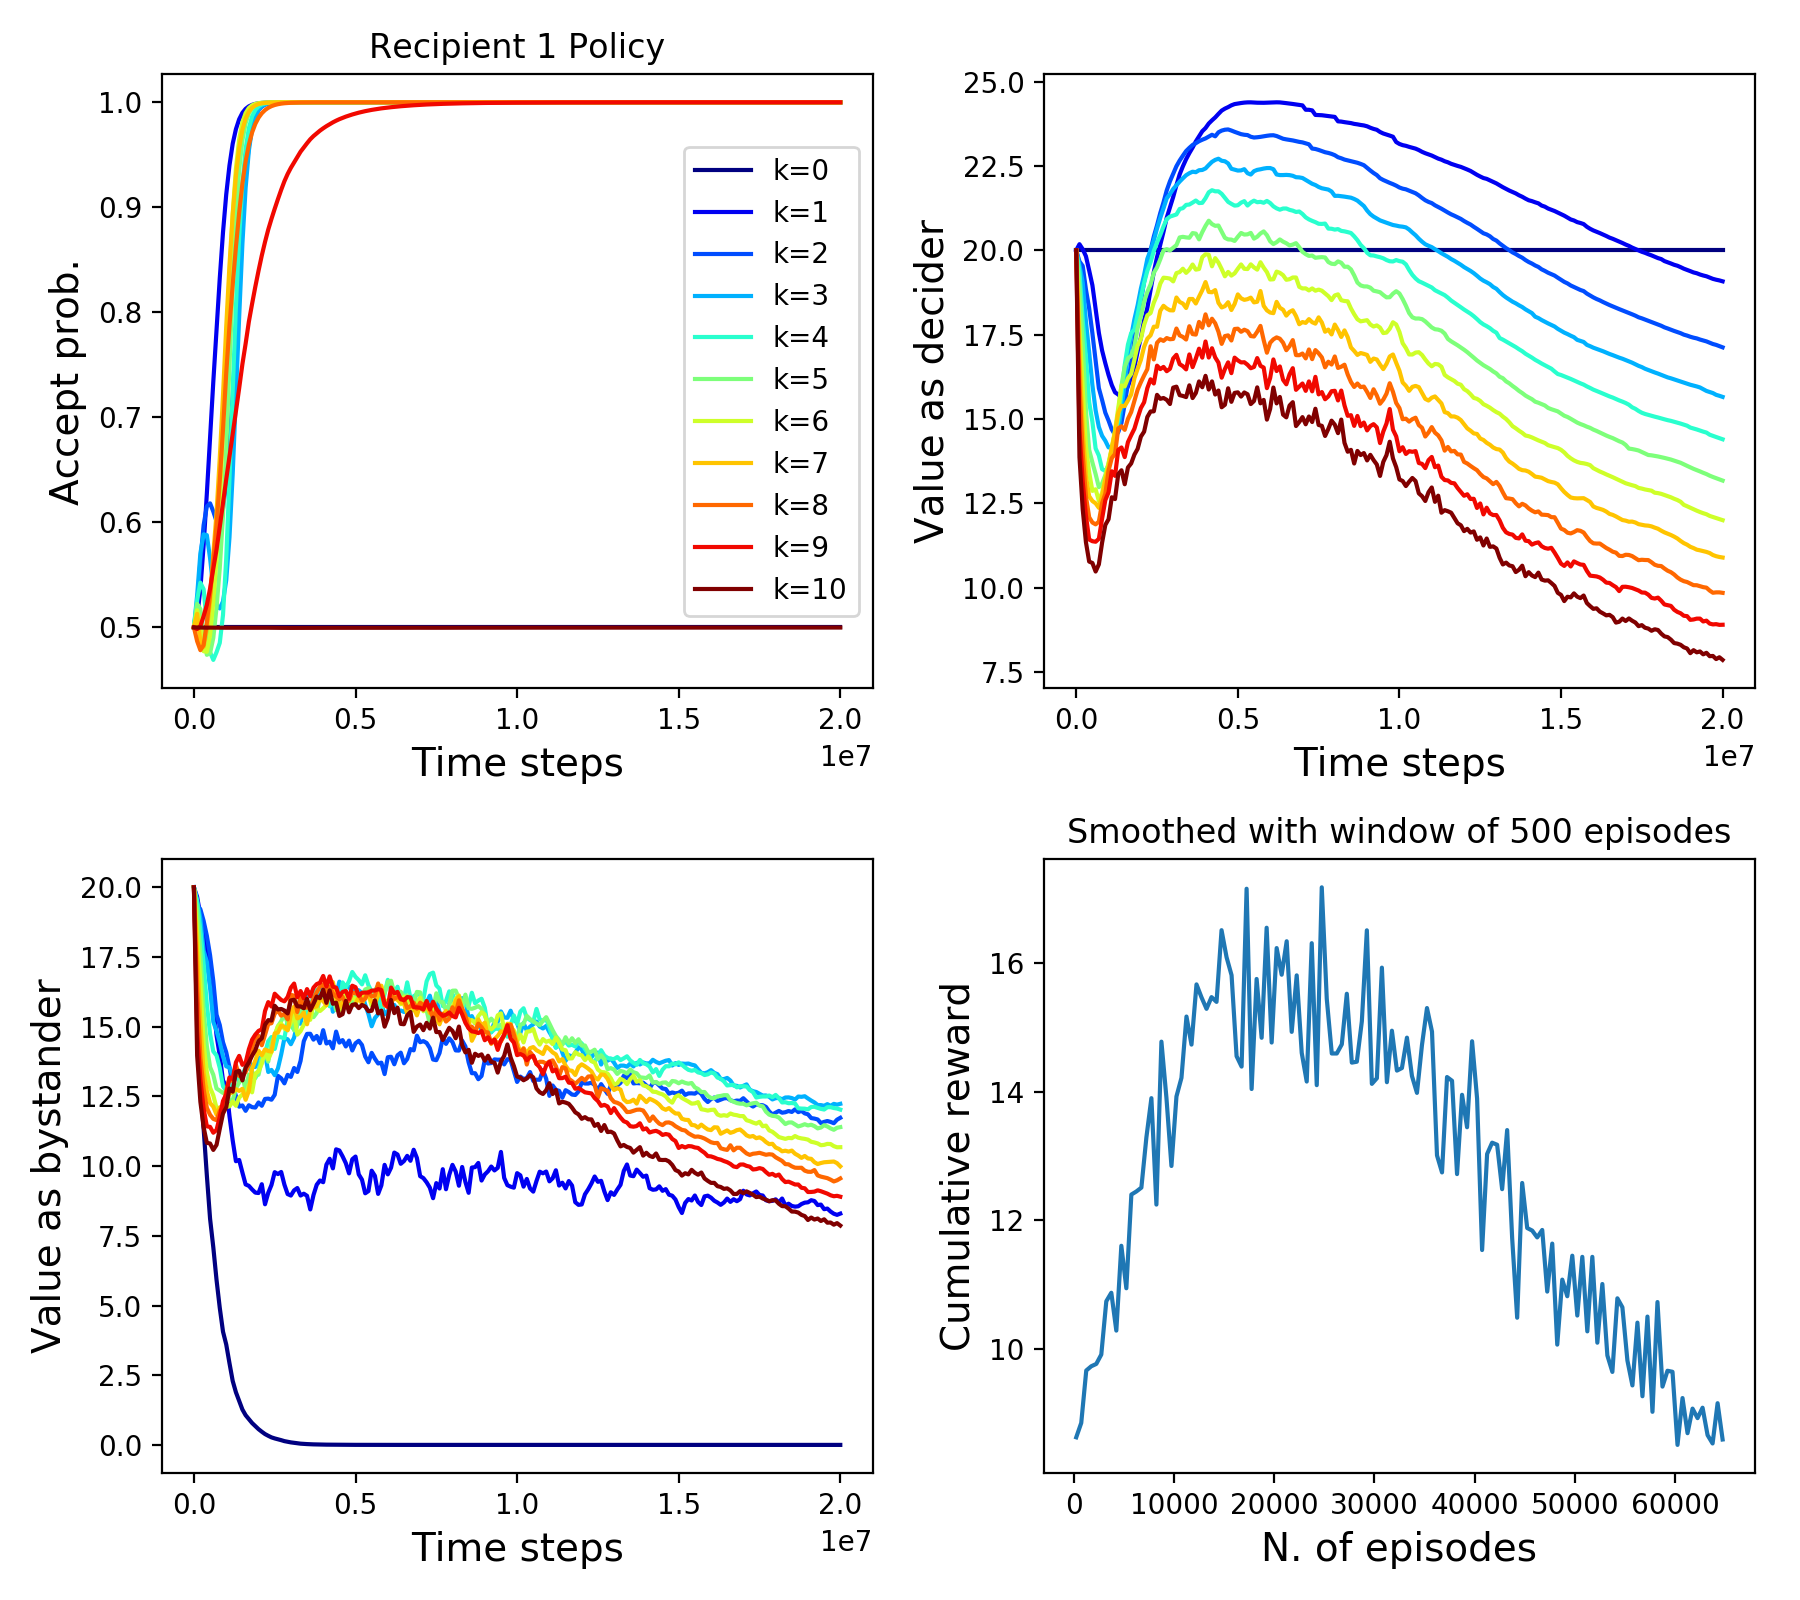 Recipient 1 Policy
Accept prob.
1.0
0.9
0.8
0.7
0.6
0.5
k=0
k=1
k=2
k=3
k=4
k=5
k=6
k=7
k=8
k=9
k=10
0.0 0.5 1.0 1.5 2.0
1e7
Time steps
Value as decider
25.0
22.5
20.0
17.5
15.0
12.5
10.0
7.5
0.0 0.5 1.0 1.5 2.0
1e7
Time steps
Value as bystander
20.0
17.5
15.0
12.5
10.0
7.5
5.0
2.5
0.0
0.0 0.5 1.0 1.5 2.0
1e7
Time steps
Smoothed with window of 500 episodes
Cumulative reward
16
14
12
10
0 10000 20000 30000 40000 50000 60000
N. of episodes